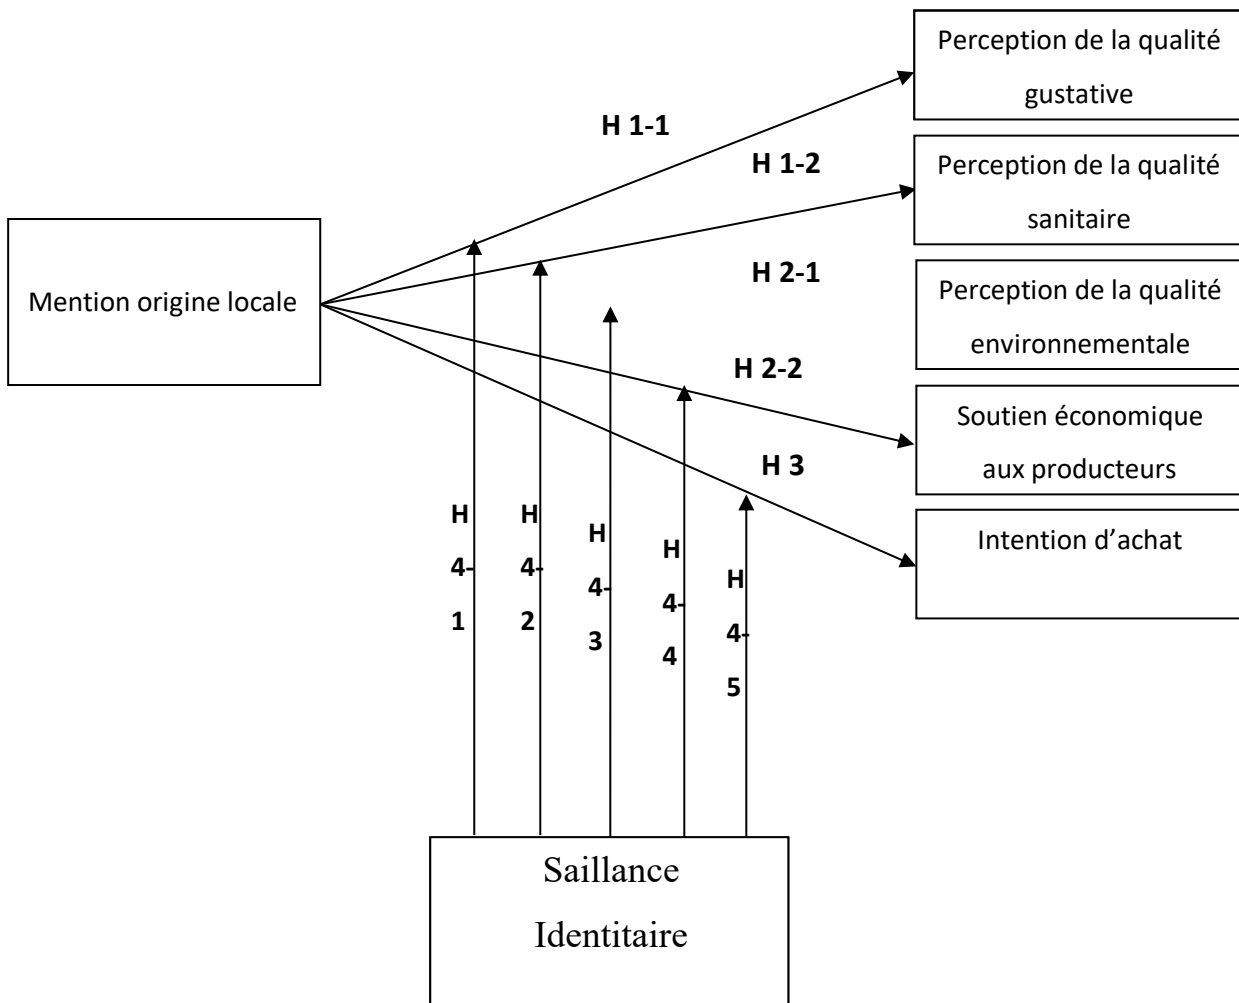 Perception de la qualité
gustative
H 1-1
H 1-2
Perception de la qualité
sanitaire
Mention origine locale
H 2-1
Perception de la qualité
environnementale
H 2-2
Soutien économique
aux producteurs
H 3
Intention d’achat
H
4-
1
H
4-
2
H
4-
3
H
4-
4
H
4-
5
Saillance
Identitaire